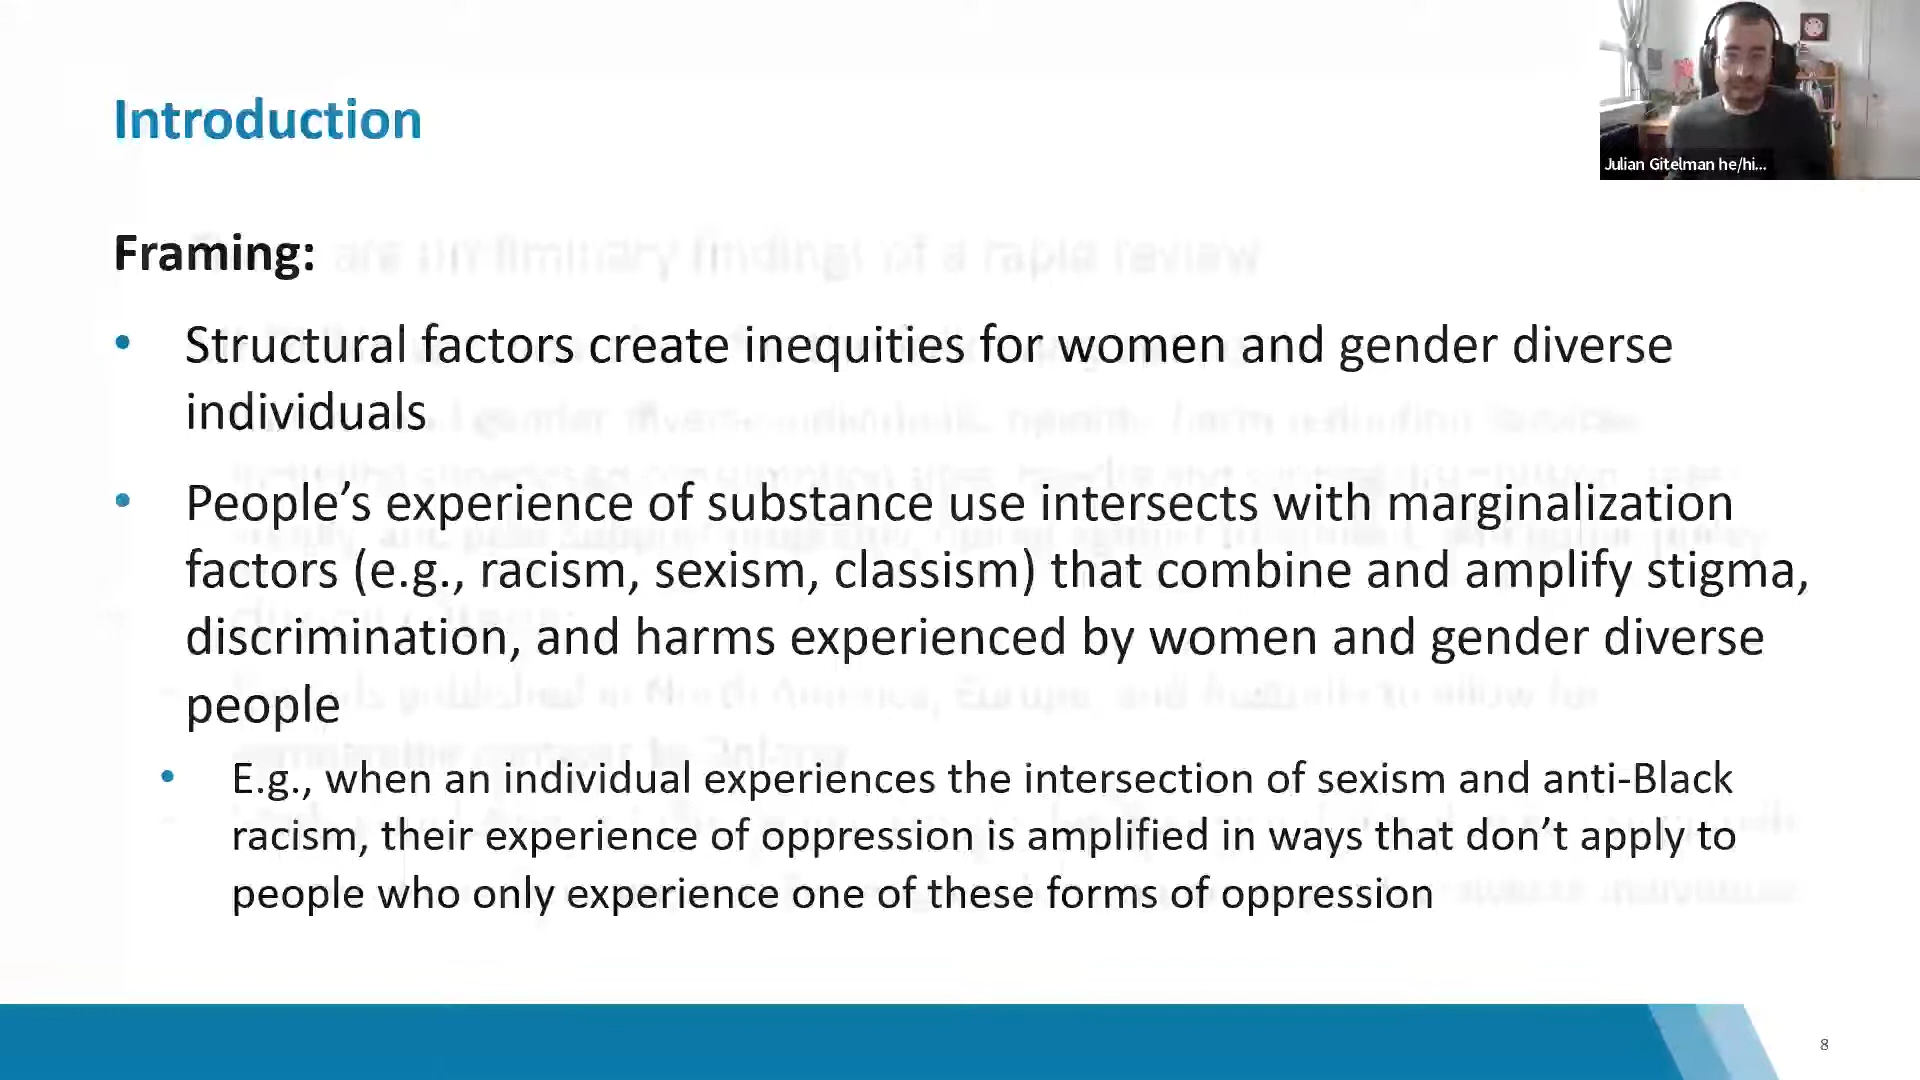 Introduction
Julian Gitelman he/hi...
Framing:
• Structural factors create inequities for women and gender diverse
individuals
• People’s experience of substance use intersects with marginalization
factors (e.g., racism, sexism, classism) that combine and amplify stigma,
discrimination, and harms experienced by women and gender diverse
people
• E.g., when an individual experiences the intersection of sexism and anti-Black
racism, their experience of oppression is amplified in ways that don’t apply to
people who only experience one of these forms of oppression
8